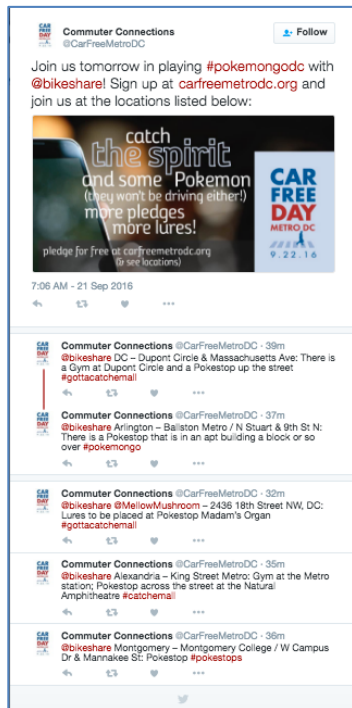 Commuter Connections
@CarFreeMetroDC
Follow
Join us tomorrow in playing #pokemongodc with
@bikeshare! Sign up at carfreemetrodc.org and
join us at the locations listed below:
catch
the spirit
and some Pokemon
(they won't be driving either!)
more pledges
more lures!
pledge for free at carfreemetrodc.org
(& see locations)
CAR
FREE
DAY
METRO DC
9.22.16
7:06 AM - 21 Sep 2016
Commuter Connections @CarFreeMetroDC · 39m
@bikeshare DC – Dupont Circle & Massachusetts Ave: There is
a Gym at Dupont Circle and a Pokestop up the street
#gottacatchemall
Commuter Connections @CarFreeMetroDC · 37m
@bikeshare Arlington – Ballston Metro / N Stuart & 9th St N:
There is a Pokestop that is in an apt building a block or so
over #pokemongo
Commuter Connections @CarFreeMetroDC · 32m
@bikeshare @MellowMushroom – 2436 18th Street NW, DC:
Lures to be placed at Pokestop Madam's Organ
#gottacatchemall
Commuter Connections @CarFreeMetroDC · 35m
@bikeshare Alexandria – King Street Metro: Gym at the Metro
station; Pokestop across the street at the Natural
Amphitheatre #catchemall
Commuter Connections @CarFreeMetroDC · 36m
@bikeshare Montgomery – Montgomery College / W Campus
Dr & Mannakee St: Pokestop #pokestops